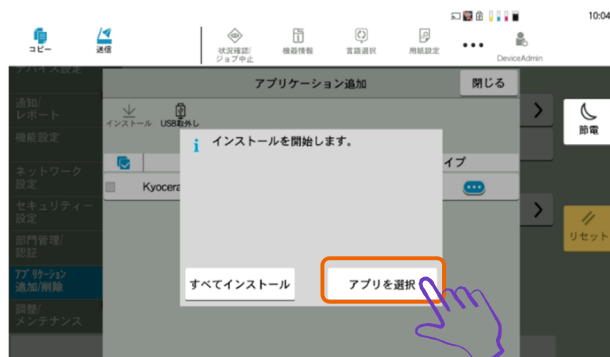 10:04
コピー
送信
状況確認/
ジョブ中止
機器情報
言語選択
用紙設定
DeviceAdmin
デバイス設定
通知/
レポート
機能設定
ネットワーク
設定
セキュリティー
設定
部門管理/
認証
アプリケーション
追加/削除
調整/
メンテナンス
アプリケーション追加
閉じる
インストール
USB取外し
イプ
Kyocera
インストールを開始します。
すべてインストール
アプリを選択
節電
リセット